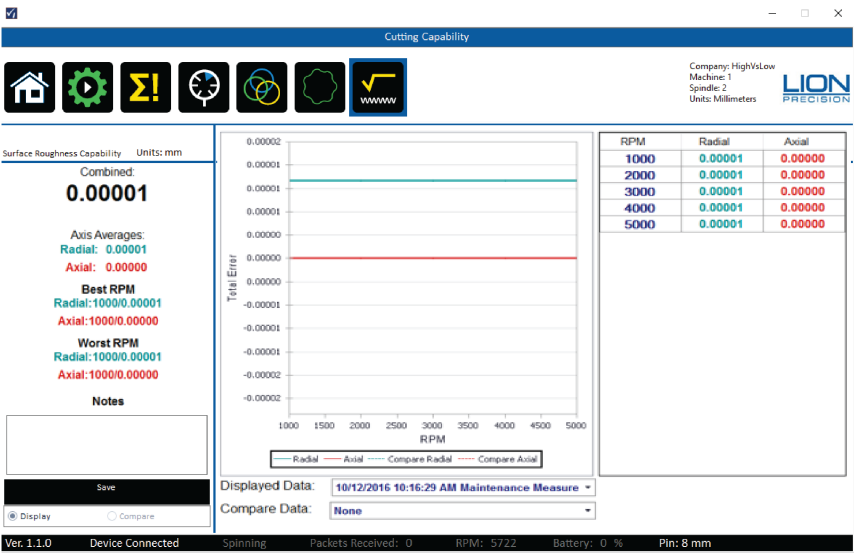 Cutting Capability
Σ!
Company: HighVsLow
Machine: 1
Spindle: 2
Units: Millimeters
LION
PRECISION
Surface Roughness Capability Units: mm
Combined:
0.00001
Axis Averages:
Radial: 0.00001
Axial: 0.00000
Best RPM
Radial:1000/0.00001
Axial:1000/0.00000
Worst RPM
Radial:1000/0.00001
Axial:1000/0.00000
Notes
Save
Display Compare
0.00002
0.00001
0.00001
0.00001
0.00000
0.00000
0.00000
-0.00001
-0.00001
-0.00001
-0.00002
-0.00002
Total Error
1000 1500 2000 2500 3000 3500 4000 4500 5000
RPM
Radial Axial Compare Radial Compare Axial
Displayed Data: 10/12/2016 10:16:29 AM Maintenance Measure
Compare Data: None
RPM Radial Axial
1000 0.00001 0.00000
2000 0.00001 0.00000
3000 0.00001 0.00000
4000 0.00001 0.00000
5000 0.00001 0.00000
Ver. 1.1.0 Device Connected Spinning Packets Received: 0 RPM: 5722 Battery: 0 % Pin: 8 mm